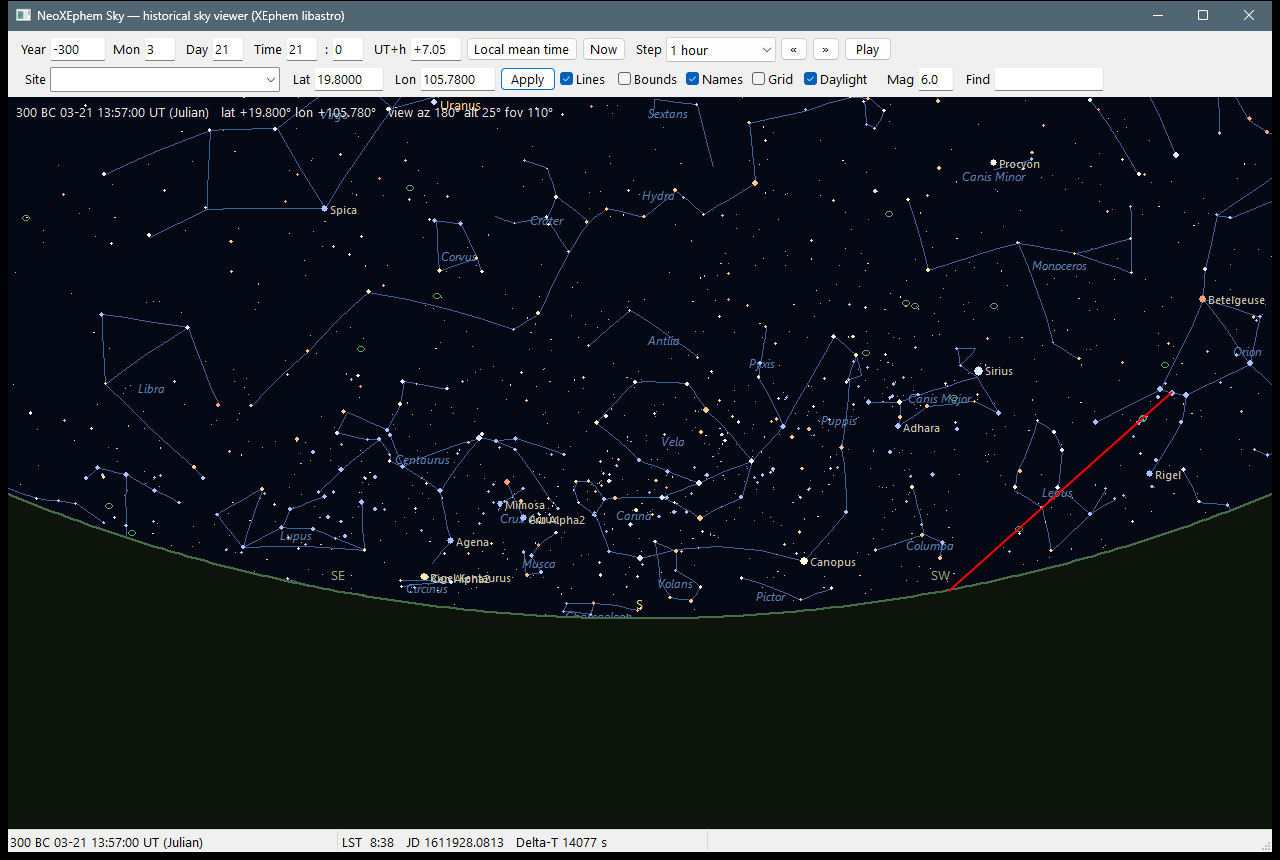 NeoXEphem Sky — historical sky viewer (XEphem libastro)
Year -300 Mon 3 Day 21 Time 21 : 0 UT+h +7.05 Local mean time Now Step 1 hour « » Play
Site Lat 19.8000 Lon 105.7800 Apply Lines Bounds Names Grid Daylight Mag 6.0 Find
Uranus
300 BC 03-21 13:57:00 UT (Julian) lat +19.800° lon +105.780° view az 180° alt 25° fov 110°
Virgo
Sextans
Procyon
Canis Minor
Hydra
Spica
Crater
Corvus
Monoceros
Betelgeuse
Antlia
Orion
Pyxis
Sirius
Libra
Canis Major
Puppis
Adhara
Vela
Centaurus
Rigel
Lepus
Mimosa
Carina
Lupus
Agena
Columba
Musca
Canopus
SE
SW
Volans
Circinus
Pictor
S
Chamaeleon
300 BC 03-21 13:57:00 UT (Julian) LST 8:38 JD 1611928.0813 Delta-T 14077 s